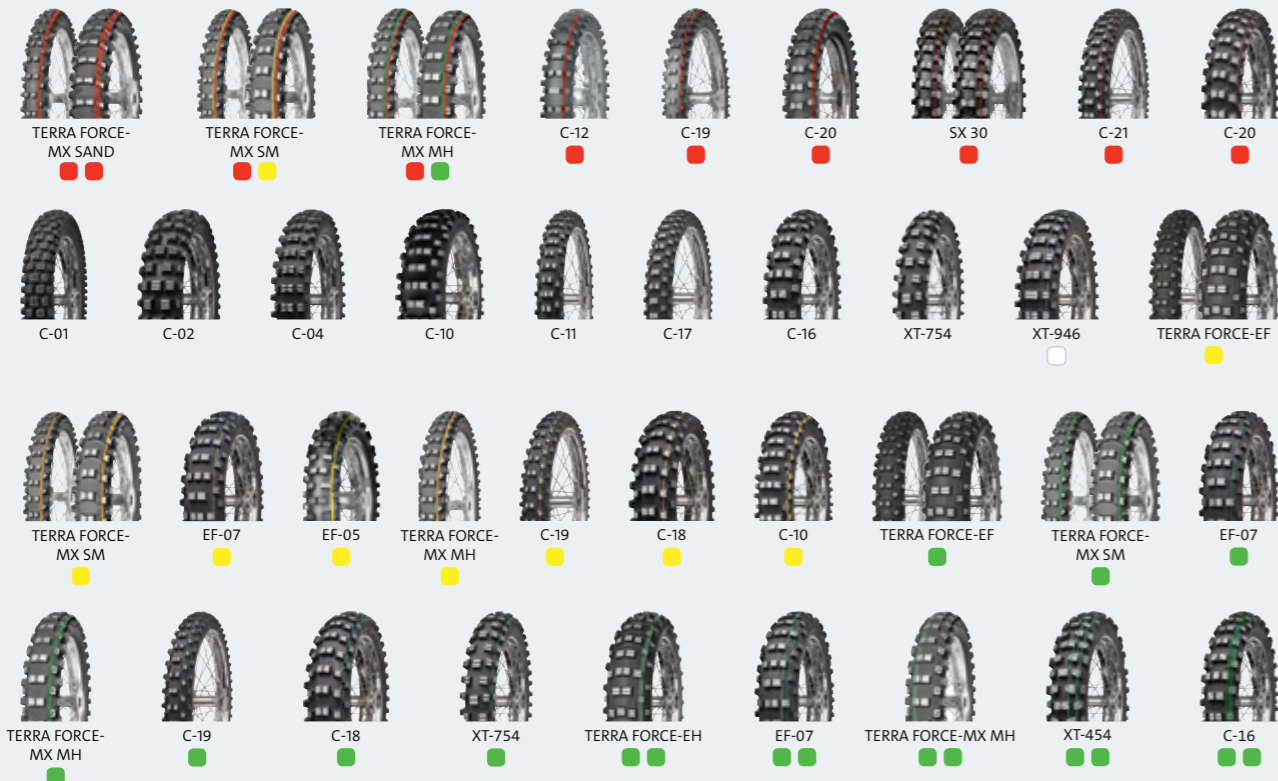 TERRA FORCE-
MX SAND
TERRA FORCE-
MX SM
TERRA FORCE-
MX MH
C-12
C-19
C-20
SX 30
C-21
C-20
C-01
C-02
C-04
C-10
C-11
C-17
C-16
XT-754
XT-946
TERRA FORCE-EF
TERRA FORCE-
MX SM
EF-07
EF-05
TERRA FORCE-
MX MH
C-19
C-18
C-10
TERRA FORCE-EF
TERRA FORCE-
MX SM
EF-07
TERRA FORCE-
MX MH
C-19
C-18
XT-754
TERRA FORCE-EH
EF-07
TERRA FORCE-MX MH
XT-454
C-16